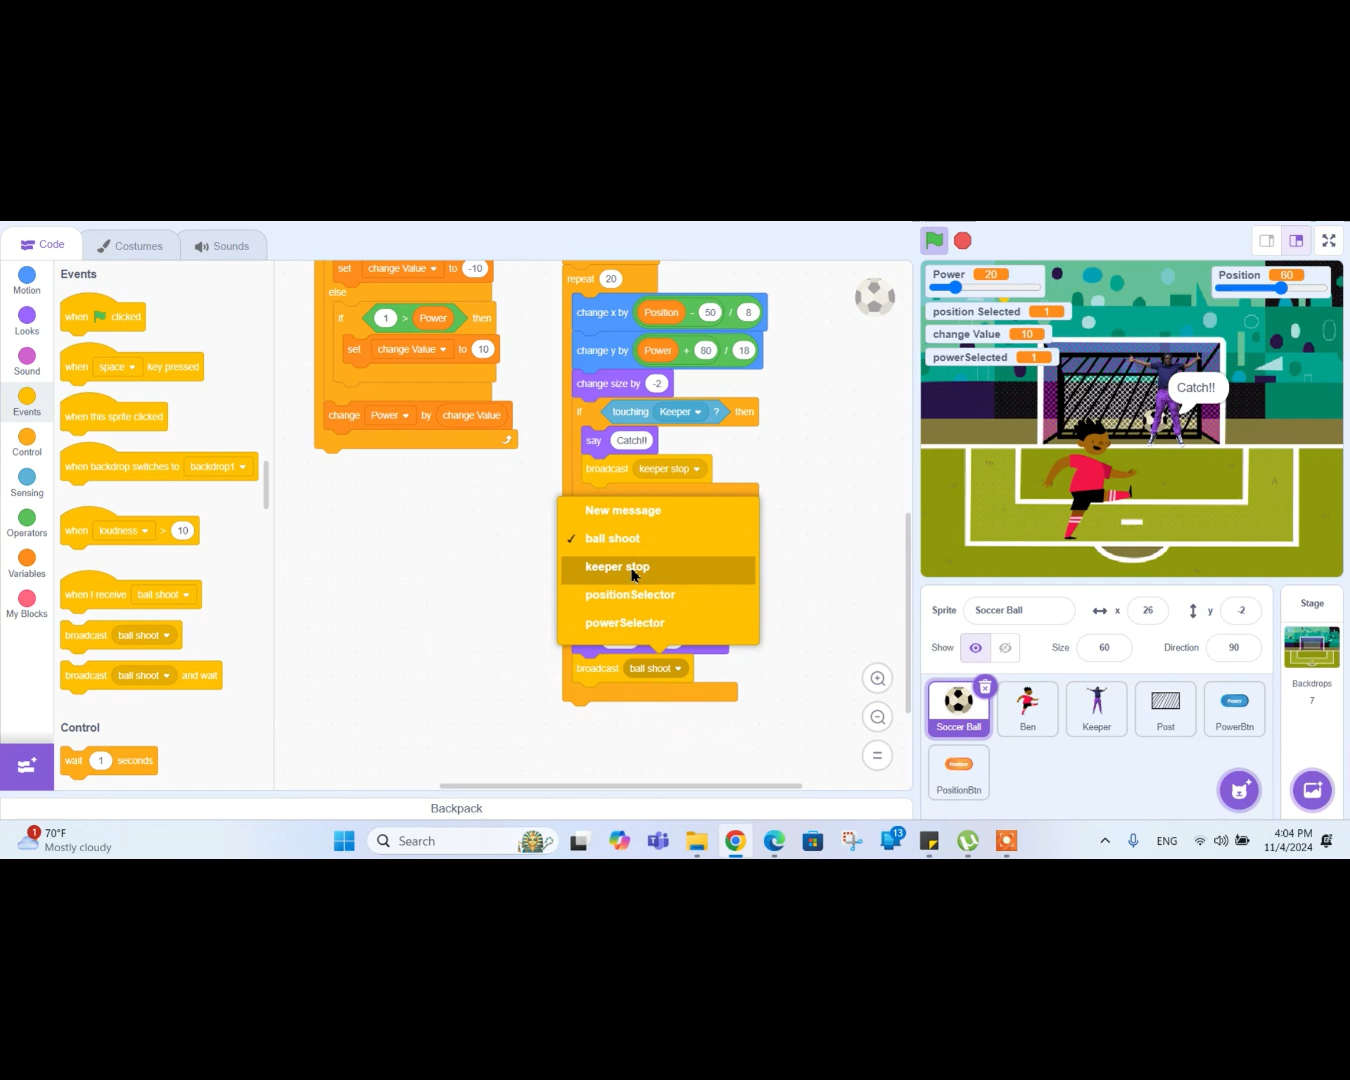 Code
Costumes
Sounds
Motion
Looks
Sound
Events
Control
Sensing
Operators
Variables
My Blocks
Events
when clicked
when space key pressed
when this sprite clicked
when backdrop switches to backdrop1
when loudness > 10
when I receive ball shoot
broadcast ball shoot
broadcast ball shoot and wait
Control
wait 1 seconds
set change Value to -10
else
if 1 > Power then
set change Value to 10
change Power by change Value
repeat 20
change x by Position - 50 / 8
change y by Power + 80 / 18
change size by -2
if touching Keeper ? then
say Catch!!
broadcast keeper stop
New message
✓ ball shoot
keeper stop
positionSelector
powerSelector
broadcast ball shoot
Backpack
Power 20
Position 60
position Selected 1
change Value 10
powerSelected 1
Catch!!
Sprite Soccer Ball x 26 y -2
Show Size 60 Direction 90
Soccer Ball
Ben
Keeper
Post
Power
PowerBtn
Position
PositionBtn
Stage
Backdrops
7
1
70°F
Mostly cloudy
Search
13
ENG
4:04 PM
11/4/2024